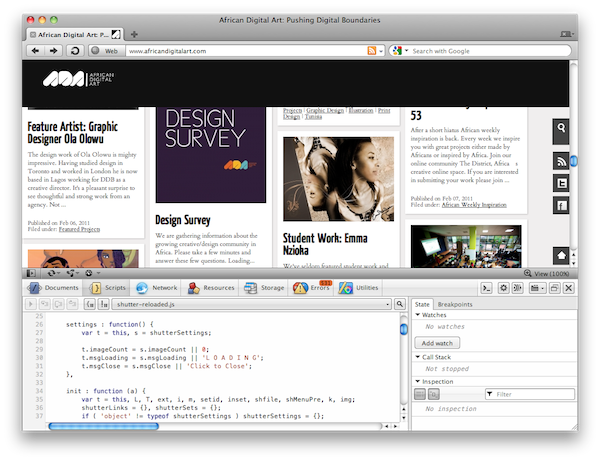 African Digital Art: Pushing Digital Boundaries
African Digital Art: P...
Web
www.africandigitalart.com
Search with Google
ADA
AFRICAN
DIGITAL
ART
Feature Artist: Graphic
Designer Ola Olowu
The design work of Ola Olowu is mighty
impressive. Having studied design in
Toronto and worked in London he is now
based in Lagos working for DDB as a
creative director. It's a pleasure to see
thoughtful and strong work from an
agency. Not ...
Published on Feb 06, 2011
Filed under: Featured Projects
DESIGN
SURVEY
Design Survey
We are gathering information about the
growing creative/design community in
Africa. Please take a few minutes and
answer these few questions. Loading...
Projects | Graphic Design | Illustration | Print
Design | Tutorial
Student Work: Emma
Nzioka
We've seldom featured student work and
53
After a short hiatus African weekly
inspiration is back. Every week we inspire
you with great projects either made by
Africans or inspired by Africa. Join our
online community The District, Africa s
creative online space. If you are interested
in submitting your work please join ...
Published on Feb 07, 2011
Filed under: African Weekly Inspiration
View (100%)
Documents
Scripts
Network
Resources
Storage
131
Errors
Utilities
shutter-reloaded.js
State
Breakpoints
25
26 settings : function() {
27 var t = this, s = shutterSettings;
28
29 t.imageCount = s.imageCount || 0;
30 t.msgLoading = s.msgLoading || 'L O A D I N G';
31 t.msgClose = s.msgClose || 'Click to Close';
32 },
33
34 init : function (a) {
35 var t = this, L, T, ext, i, m, setid, inset, shfile, shMenuPre, k, img;
36 shutterLinks = {}, shutterSets = {};
37 if ( 'object' != typeof shutterSettings ) shutterSettings = {};
Watches
No watches
Add watch
Call Stack
Not stopped
Inspection
Filter
No inspection